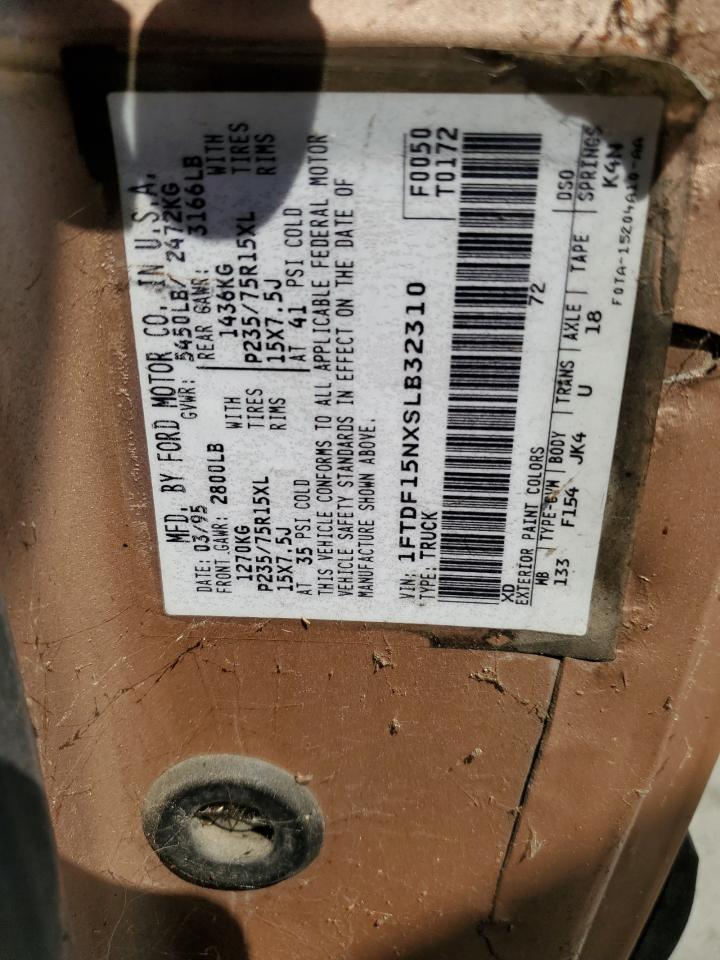 MFD. BY FORD MOTOR CO. IN U.S.A.
DATE: 03/95 GVWR: 5450LB/ 2472KG
FRONT GAWR: 2800LB REAR GAWR: 3166LB
1270KG WITH 1436KG WITH
P235/75R15XL TIRES P235/75R15XL TIRES
15X7.5J RIMS 15X7.5J RIMS
AT 35 PSI COLD AT 41 PSI COLD
THIS VEHICLE CONFORMS TO ALL APPLICABLE FEDERAL MOTOR
VEHICLE SAFETY STANDARDS IN EFFECT ON THE DATE OF
MANUFACTURE SHOWN ABOVE.
VIN: 1FTDF15NXSLB32310 F0050
TYPE: TRUCK T0172
XD 72
EXTERIOR PAINT COLORS DSO
WB TYPE-GVW BODY TRANS AXLE TAPE SPRINGS
133 F154 JK4 U 18 K4N
F0TA-15204A10-AA